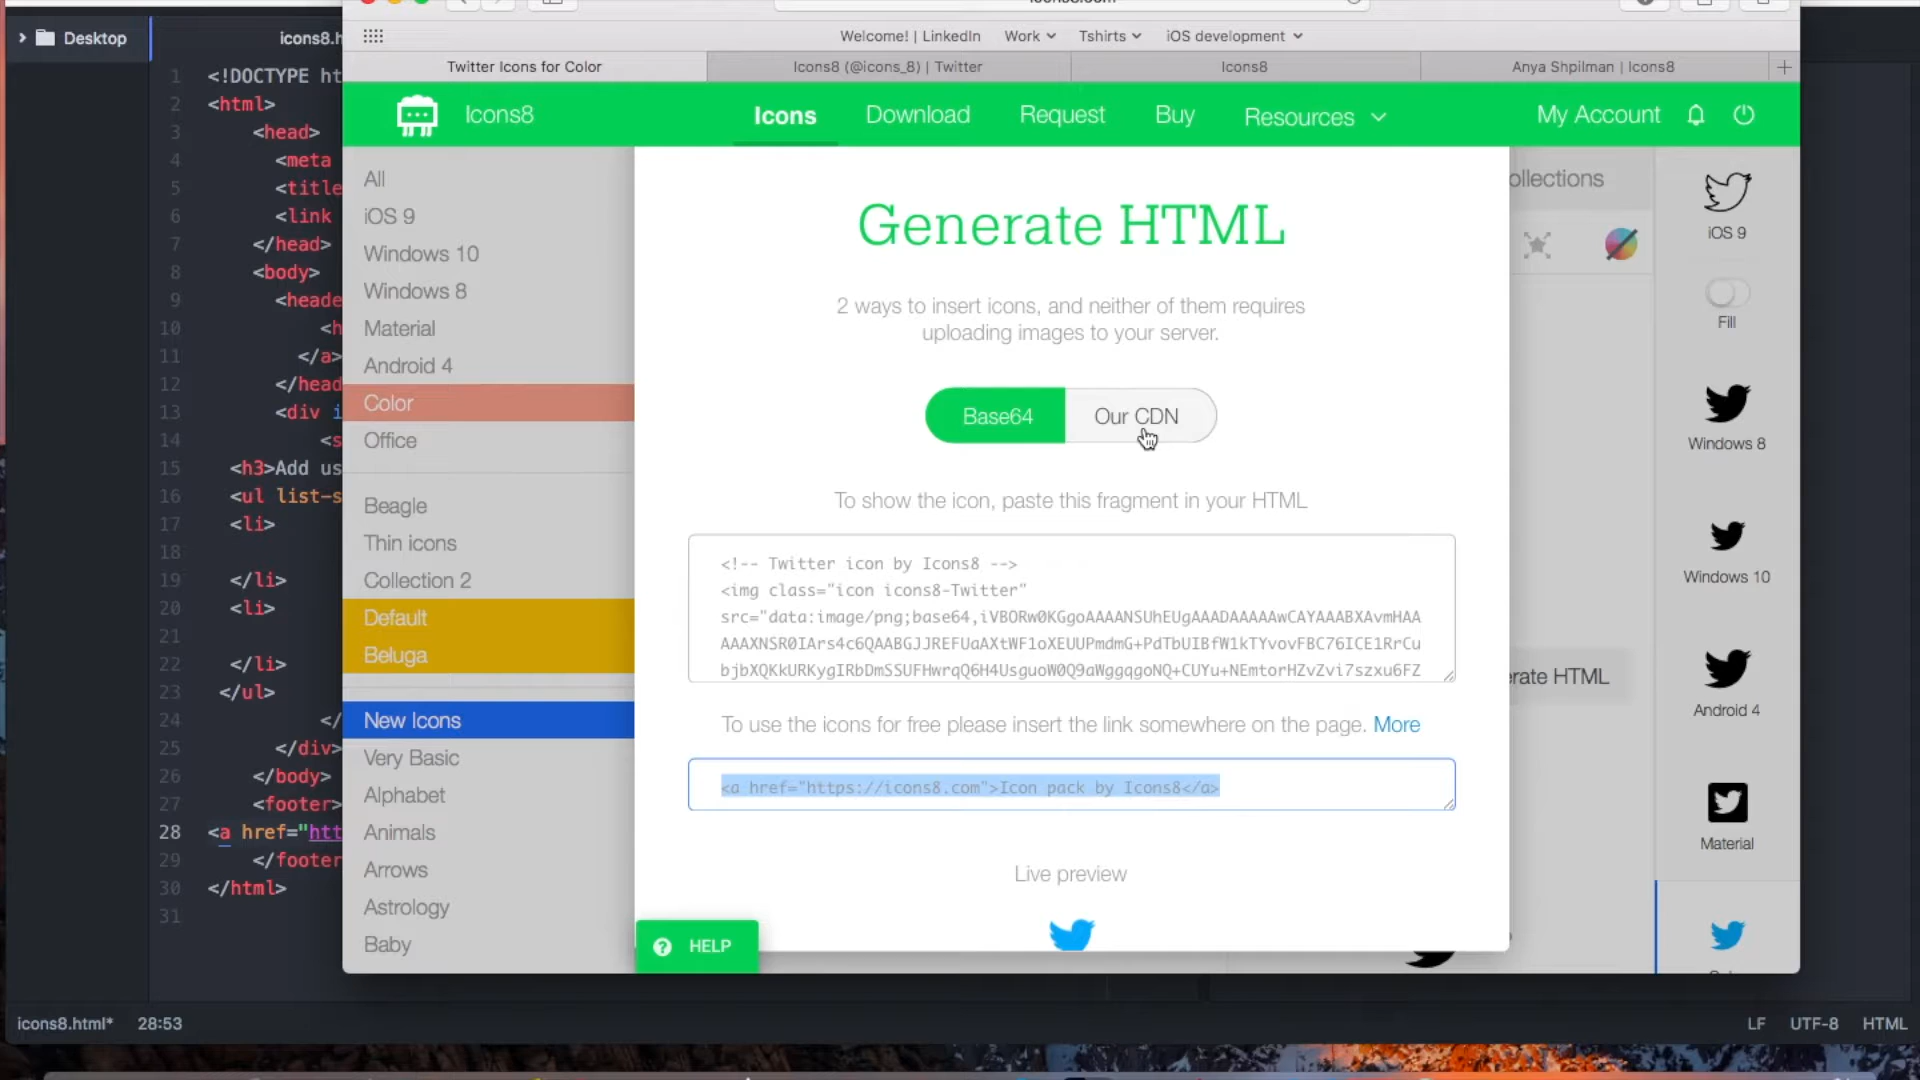 Desktop
icons8.h
1 <!DOCTYPE ht
2 <html>
3 <head>
4 <meta
5 <title
6 <link
7 </head>
8 <body>
9 <heade
10 <h
11 </a>
12 </head
13 <div i
14 <s
15 <h3>Add us
16 <ul list-s
17 <li>
18
19 </li>
20 <li>
21
22 </li>
23 </ul>
24 </
25 </div>
26 </body>
27 <footer>
28 <a href="htt
29 </footer
30 </html>
31
icons8.html* 28:53
LF UTF-8 HTML
Welcome! | LinkedIn Work Tshirts iOS development
Twitter Icons for Color Icons8 (@icons_8) | Twitter Icons8 Anya Shpilman | Icons8
Icons8 Icons Download Request Buy Resources My Account
All
iOS 9
Windows 10
Windows 8
Material
Android 4
Color
Office
Beagle
Thin icons
Collection 2
Default
Beluga
New Icons
Very Basic
Alphabet
Animals
Arrows
Astrology
Baby
Generate HTML
2 ways to insert icons, and neither of them requires
uploading images to your server.
Base64 Our CDN
To show the icon, paste this fragment in your HTML
<!-- Twitter icon by Icons8 -->
<img class="icon icons8-Twitter"
src="data:image/png;base64,iVBORw0KGgoAAAANSUhEUgAAADAAAAAwCAYAAABXAvmHAA
AAAXNSR0IArs4c6QAABGJJREFUaAXtWF1oXEUUPmdmG+PdTbUIBfW1kTYvovFBC76ICE1RrCu
bjbXQKkURKygIRbDmSSUFHwrqQ6H4UsguoW0Q9aWggqgoNQ+CUYu+NEmtorHZvZvi7szxu6FZ
To use the icons for free please insert the link somewhere on the page. More
<a href="https://icons8.com">Icon pack by Icons8</a>
Live preview
HELP
ollections
erate HTML
iOS 9
Fill
Windows 8
Windows 10
Android 4
Material